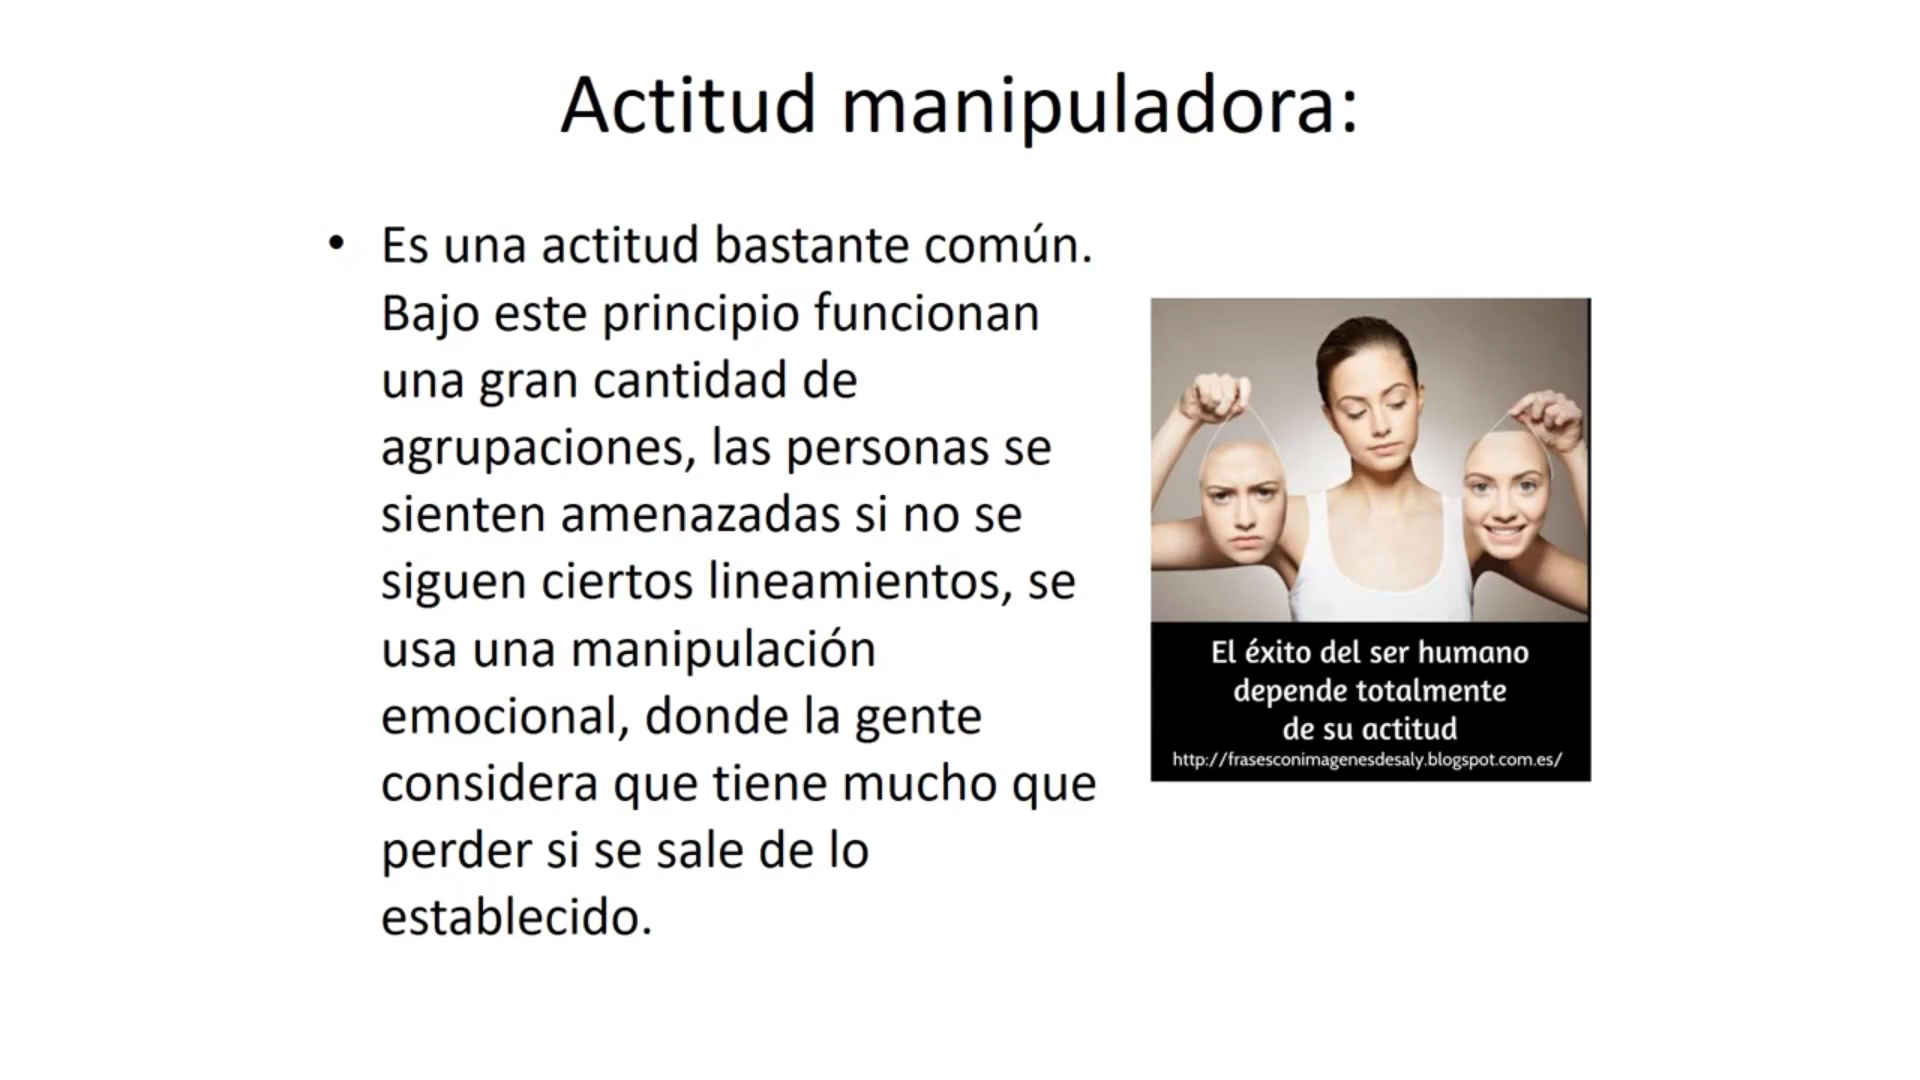 Actitud manipuladora:
• Es una actitud bastante común.
Bajo este principio funcionan
una gran cantidad de
agrupaciones, las personas se
sienten amenazadas si no se
siguen ciertos lineamientos, se
usa una manipulación
emocional, donde la gente
considera que tiene mucho que
perder si se sale de lo
establecido.
El éxito del ser humano
depende totalmente
de su actitud
http://frasesconimagenesdesaly.blogspot.com.es/